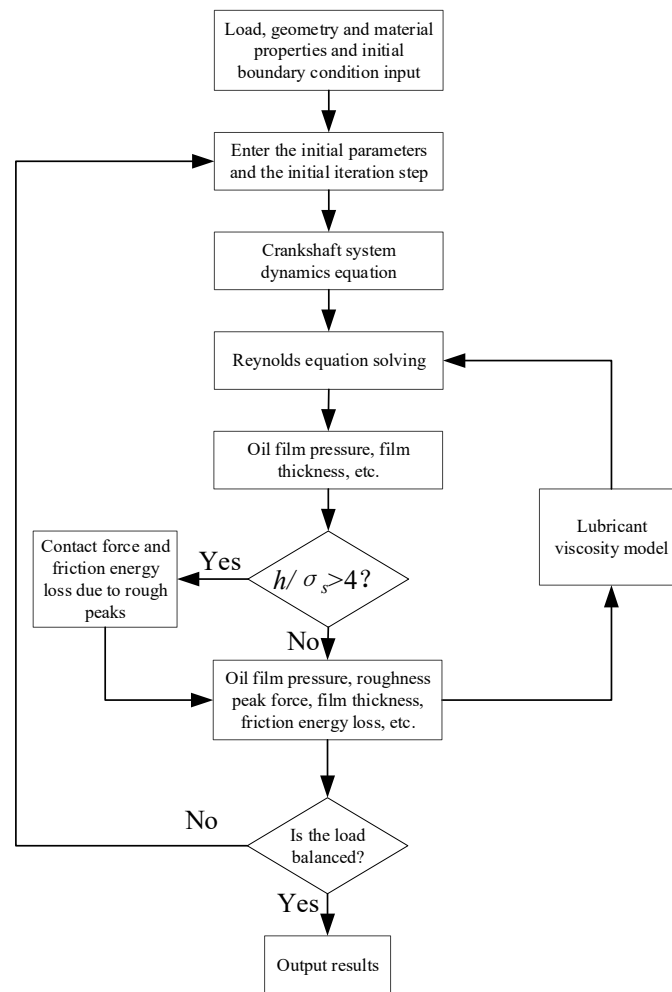 Load, geometry and material
properties and initial
boundary condition input
Enter the initial parameters
and the initial iteration step
Crankshaft system
dynamics equation
Reynolds equation solving
Oil film pressure, film
thickness, etc.
Contact force and
friction energy
loss due to rough
peaks
Yes
h/σs>4?
Lubricant
viscosity model
No
Oil film pressure, roughness
peak force, film thickness,
friction energy loss, etc.
No
Is the load
balanced?
Yes
Output results